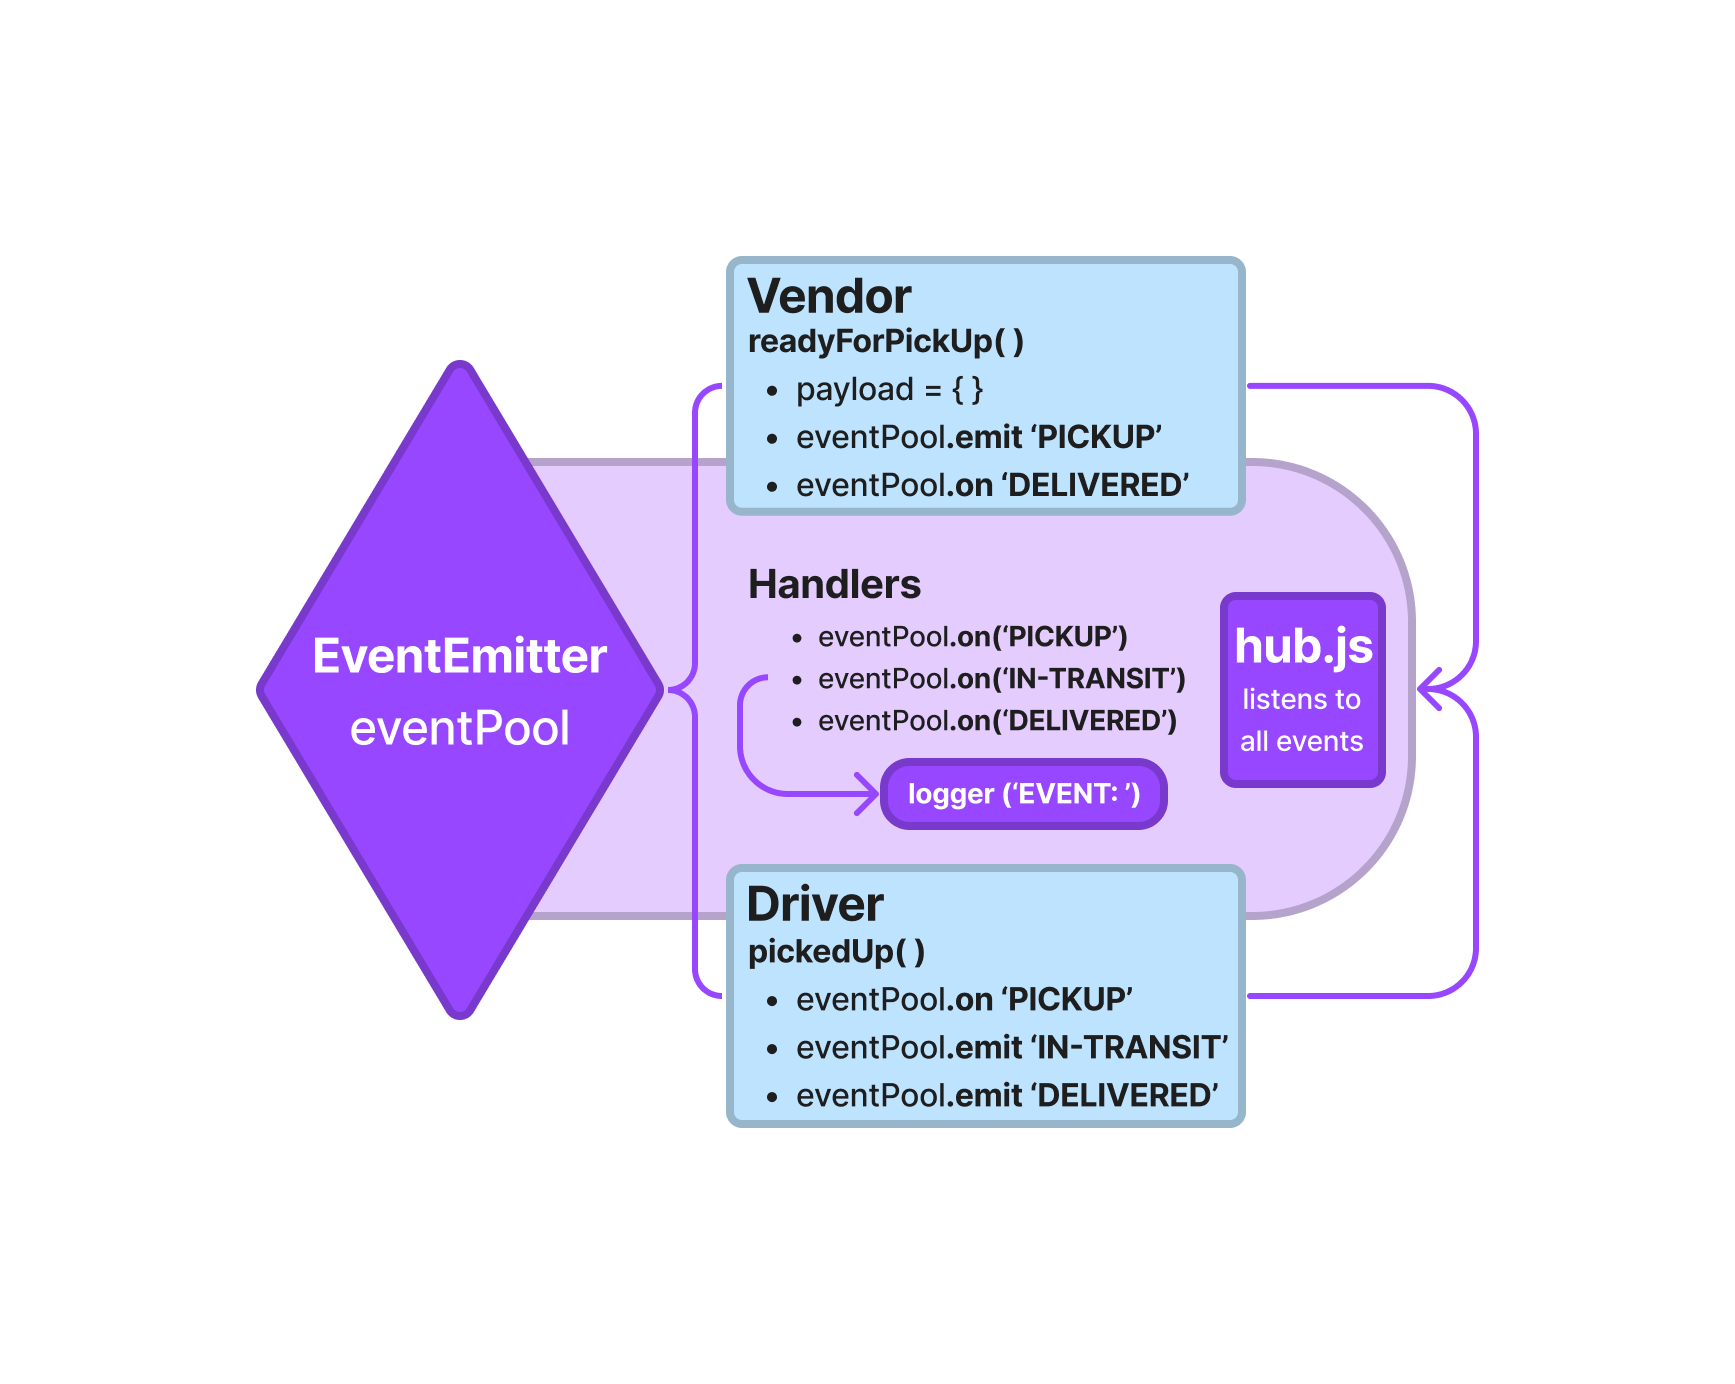 EventEmitter
eventPool
Vendor
readyForPickUp( )
• payload = { }
• eventPool.emit ‘PICKUP’
• eventPool.on ‘DELIVERED’
Handlers
• eventPool.on(‘PICKUP’)
• eventPool.on(‘IN-TRANSIT’)
• eventPool.on(‘DELIVERED’)
logger (‘EVENT: ’)
hub.js
listens to
all events
Driver
pickedUp( )
• eventPool.on ‘PICKUP’
• eventPool.emit ‘IN-TRANSIT’
• eventPool.emit ‘DELIVERED’